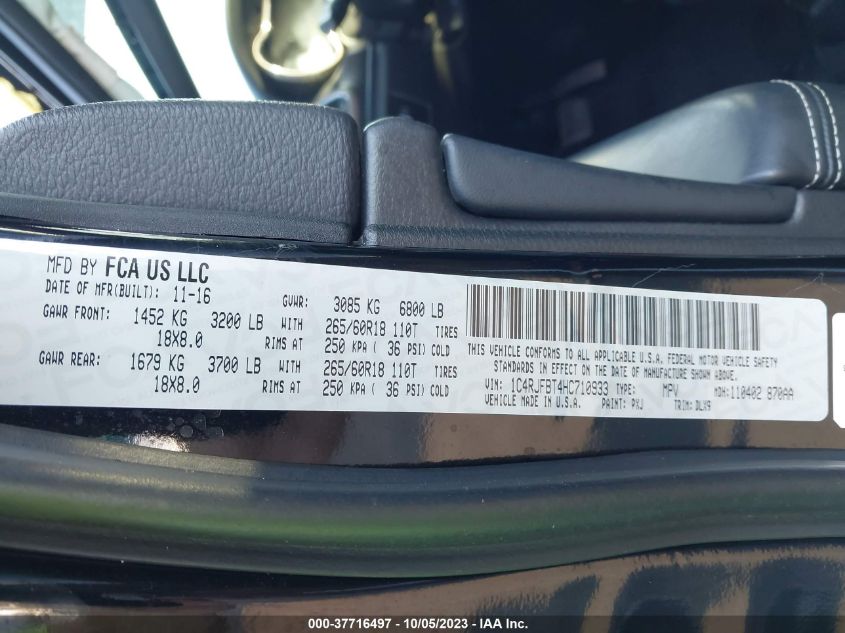 MFD BY FCA US LLC
DATE OF MFR(BUILT): 11-16 GVWR: 3085 KG 6800 LB
GAWR FRONT: 1452 KG 3200 LB WITH 265/60R18 110T TIRES
18X8.0 RIMS AT 250 KPA ( 36 PSI) COLD
GAWR REAR: 1679 KG 3700 LB WITH 265/60R18 110T TIRES
18X8.0 RIMS AT 250 KPA ( 36 PSI) COLD
THIS VEHICLE CONFORMS TO ALL APPLICABLE U.S.A. FEDERAL MOTOR VEHICLE SAFETY
STANDARDS IN EFFECT ON THE DATE OF MANUFACTURE SHOWN ABOVE.
VIN: 1C4RJFBT4HC710933 TYPE: MPV MDH:110402 870AA
VEHICLE MADE IN U.S.A. PAINT: PXJ TRIM: DLX9
000-37716497 - 10/05/2023 - IAA Inc.